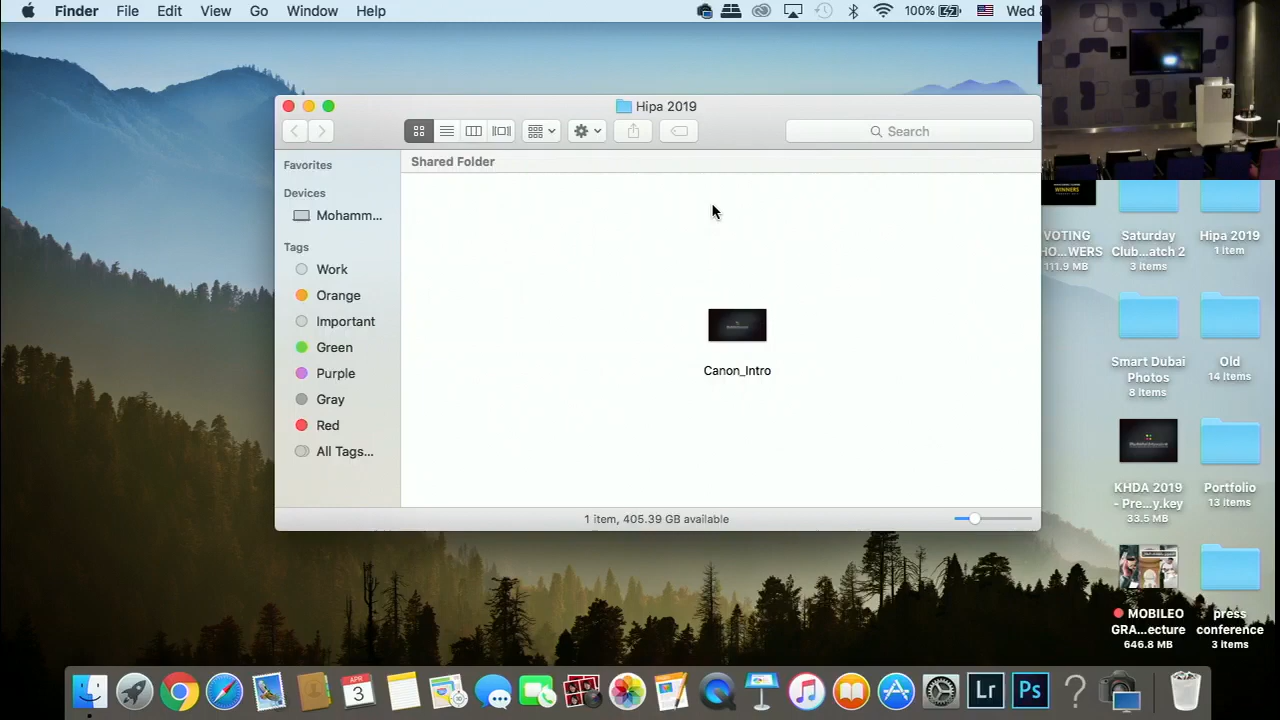 Finder File Edit View Go Window Help 100% Wed
Hipa 2019
Search
Favorites
Devices
Mohamm...
Tags
Work
Orange
Important
Green
Purple
Gray
Red
All Tags...
Shared Folder
Canon_Intro
1 item, 405.39 GB available
VOTING
HO...WERS
111.9 MB
Saturday
Club...atch 2
3 items
Hipa 2019
1 item
Smart Dubai
Photos
8 items
Old
14 items
KHDA 2019
- Pre...y.key
33.5 MB
Portfolio
13 items
MOBILEO
GRA...ecture
646.8 MB
press
conference
3 items
WINNERS
APR
3
Lr
Ps
?